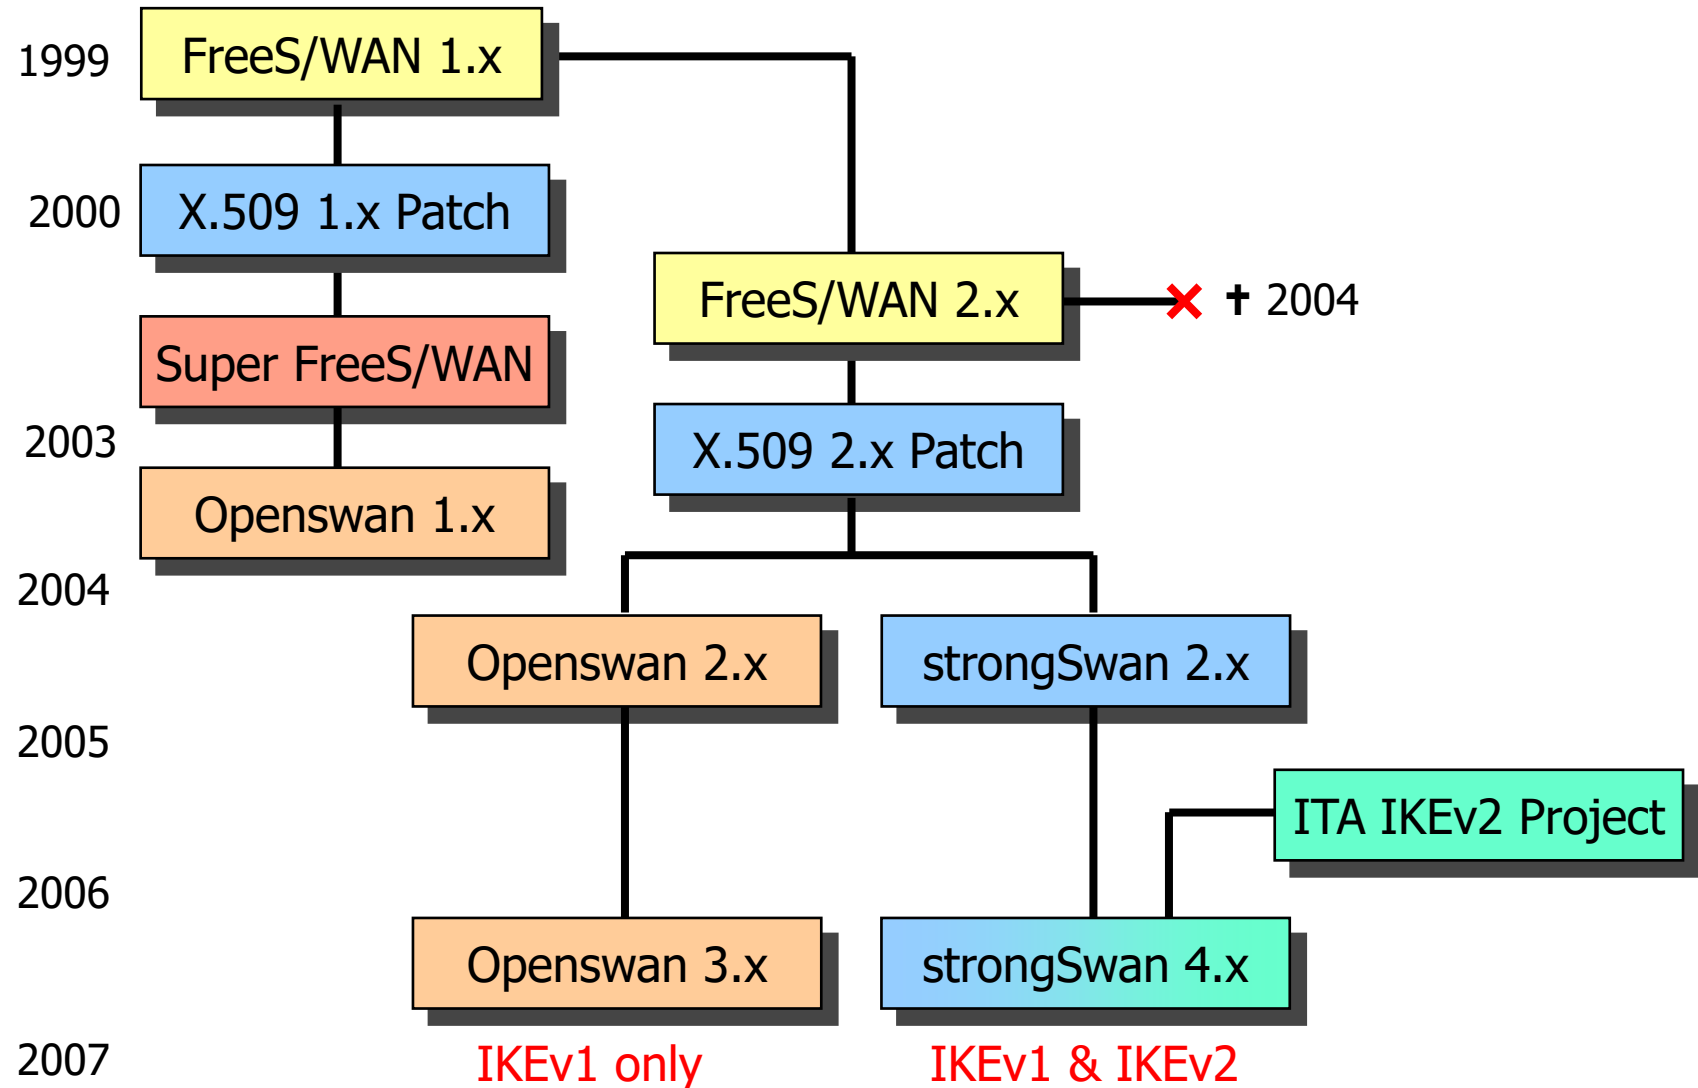 1999
FreeS/WAN 1.x
2000
X.509 1.x Patch
FreeS/WAN 2.x
✝ 2004
Super FreeS/WAN
2003
X.509 2.x Patch
Openswan 1.x
2004
Openswan 2.x
strongSwan 2.x
2005
ITA IKEv2 Project
2006
Openswan 3.x
strongSwan 4.x
2007
IKEv1 only
IKEv1 & IKEv2